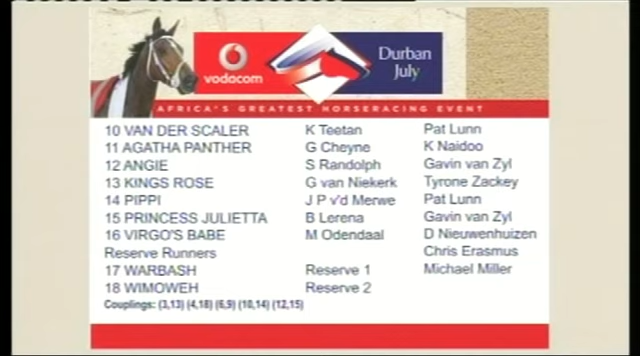 vodacom
Durban
July
AFRICA'S GREATEST HORSERACING EVENT
10 VAN DER SCALER K Teetan Pat Lunn
11 AGATHA PANTHER G Cheyne K Naidoo
12 ANGIE S Randolph Gavin van Zyl
13 KINGS ROSE G van Niekerk Tyrone Zackey
14 PIPPI J P v'd Merwe Pat Lunn
15 PRINCESS JULIETTA B Lerena Gavin van Zyl
16 VIRGO'S BABE M Odendaal D Nieuwenhuizen
Reserve Runners Chris Erasmus
17 WARBASH Reserve 1 Michael Miller
18 WIMOWEH Reserve 2
Couplings: (3,13) (4,18) (6,9) (10,14) (12,15)